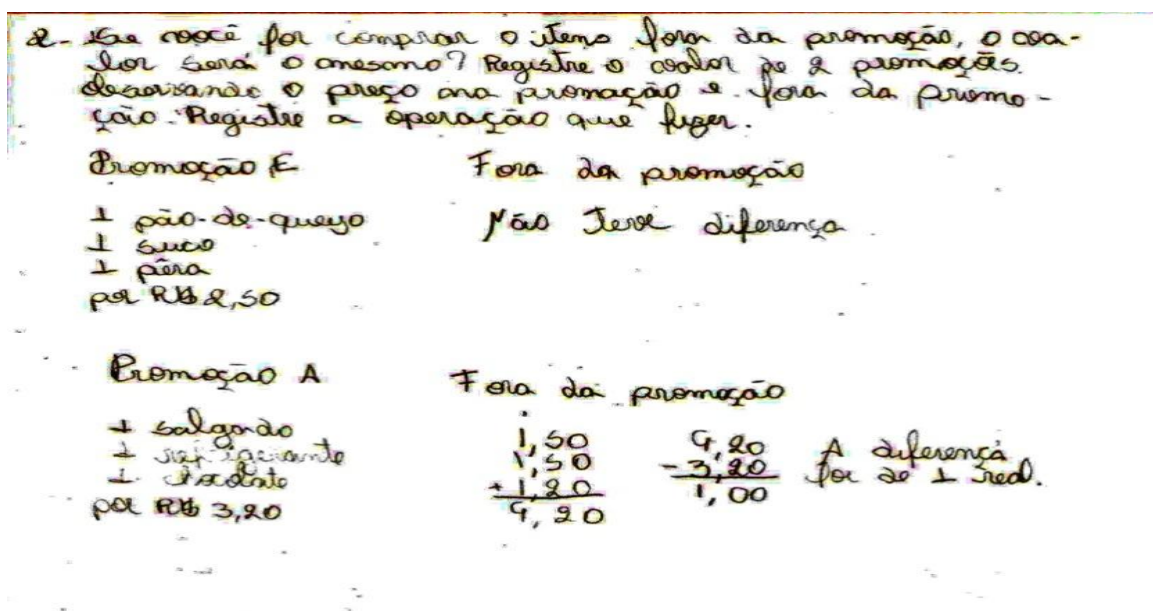 2- Se você for comprar o itens fora da promoção, o va-
lor será o mesmo? Registre o valor de 2 promoções.
observando o preço na promoção e fora da promo-
ção. Registre a operação que fizer.
Promoção E Fora da promoção
1 pão-de-queijo Não teve diferença
1 suco
1 pêra
por R$ 2,50
Promoção A Fora da promoção
1 salgado 1,50 4,20 A diferença
1 refrigerante 1,50 - 3,20 foi de 1 real.
1 chocolate + 1,20 1,00
por R$ 3,20 4,20